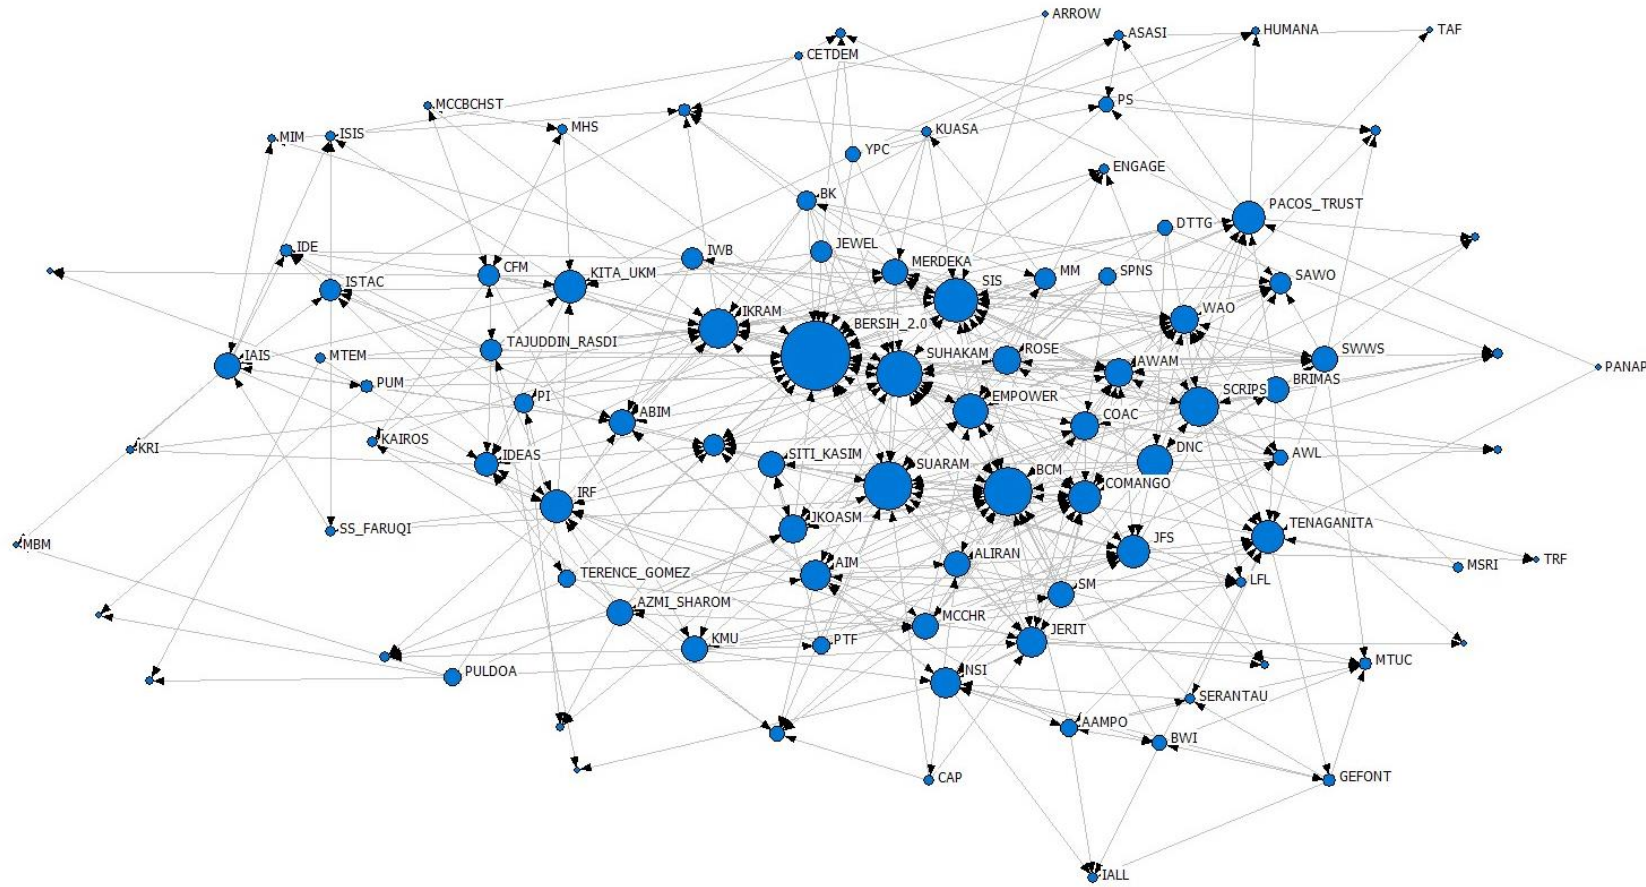 ARROW
HUMANA
TAF
ASASI
CETDEM
MCCBCHST
PS
MHS
KUASA
MIM
ISIS
YPC
ENGAGE
BK
PACOS_TRUST
DTTG
JEWEL
IDE
IWB
MERDEKA
CFM
KITA_UKM
SIS
MM
SPNS
SAWO
ISTAC
IKRAM
WAO
BERSIH_2.0
TAJUDDIN_RASDI
SUHAKAM
ROSE
SWWS
IAIS
MTEM
AWAM
PANAP
PUM
BRIMAS
SCRIPS
PI
EMPOWER
ABIM
COAC
KAIROS
KRI
DNC
IDEAS
SITI_KASIM
SUARAM
BCM
AWL
COMANGO
IRF
JKOASM
TENAGANITA
SS_FARUQI
JFS
MBM
ALIRAN
AIM
TRF
MSRI
TERENCE_GOMEZ
LFL
SM
AZMI_SHAROM
MCCHR
JERIT
KMU
PTF
MTUC
PULDOA
NSI
SERANTAU
AAMPO
BWI
CAP
GEFONT
IALL